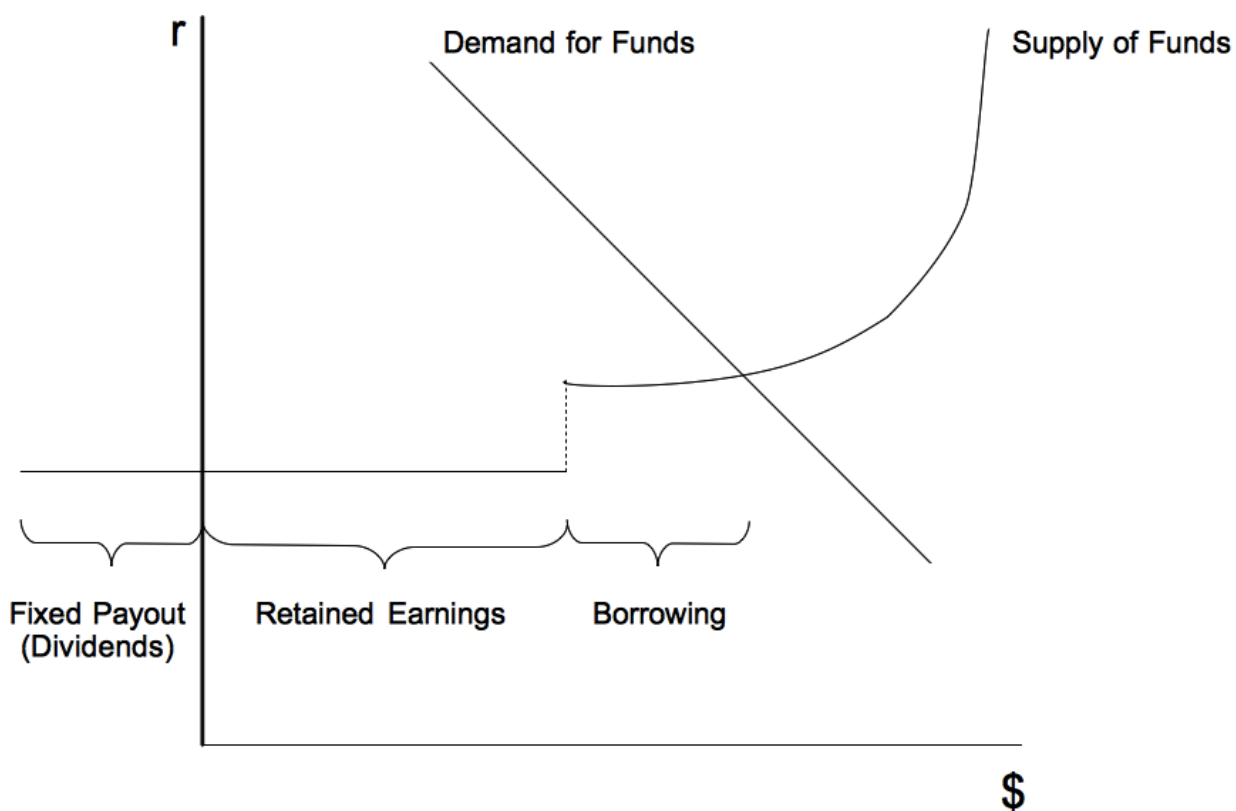 r
Demand for Funds
Supply of Funds
Fixed Payout
(Dividends)
Retained Earnings
Borrowing
$